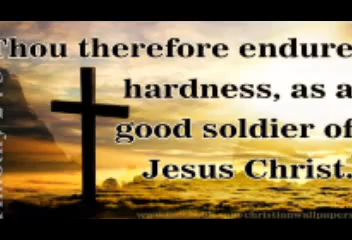 Thou therefore endure
hardness, as a
good soldier of
Jesus Christ.